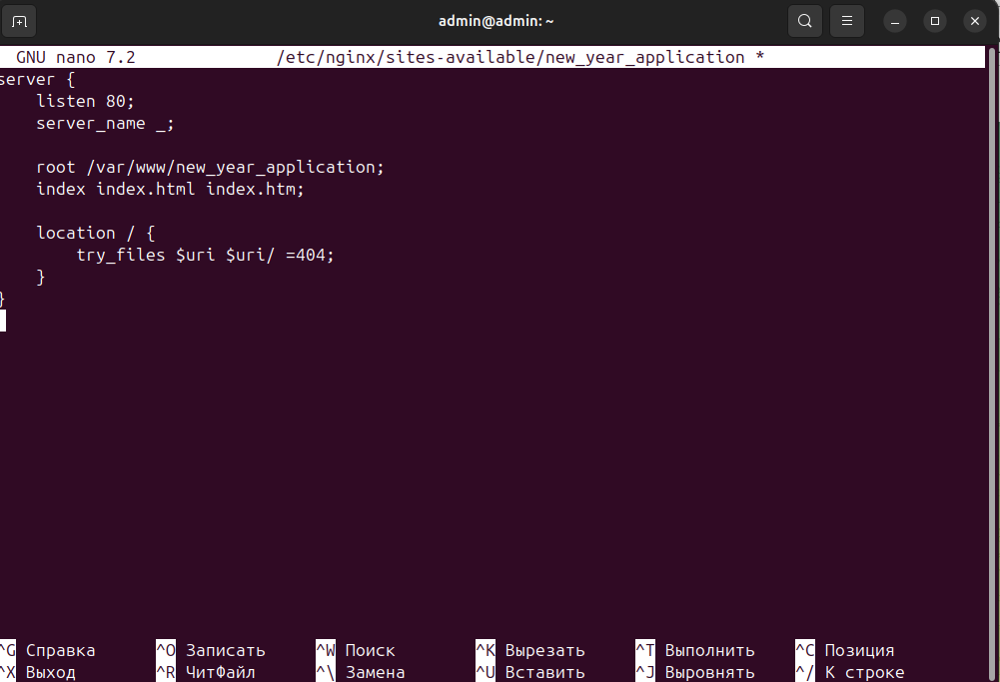 admin@admin: ~
GNU nano 7.2 /etc/nginx/sites-available/new_year_application *
server {
    listen 80;
    server_name _;

    root /var/www/new_year_application;
    index index.html index.htm;

    location / {
        try_files $uri $uri/ =404;
    }
}
^G Справка ^O Записать ^W Поиск ^K Вырезать ^T Выполнить ^C Позиция
^X Выход ^R ЧитФайл ^\ Замена ^U Вставить ^J Выровнять ^/ К строке